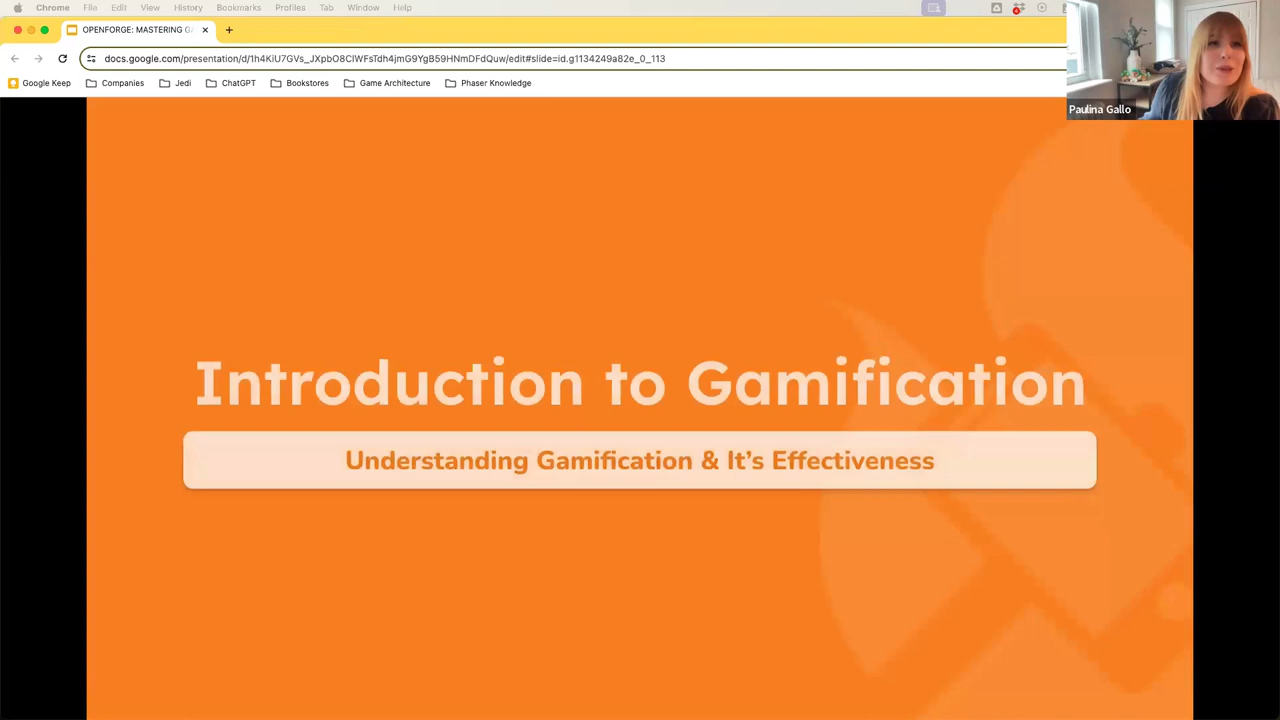 Chrome File Edit View History Bookmarks Profiles Tab Window Help
OPENFORGE: MASTERING GA
docs.google.com/presentation/d/1h4KiU7GVs_JXpbO8CIWFsTdh4jmG9YgB59HNmDFdQuw/edit#slide=id.g1134249a82e_0_113
Google Keep Companies Jedi ChatGPT Bookstores Game Architecture Phaser Knowledge
Paulina Gallo
Introduction to Gamification
Understanding Gamification & It’s Effectiveness